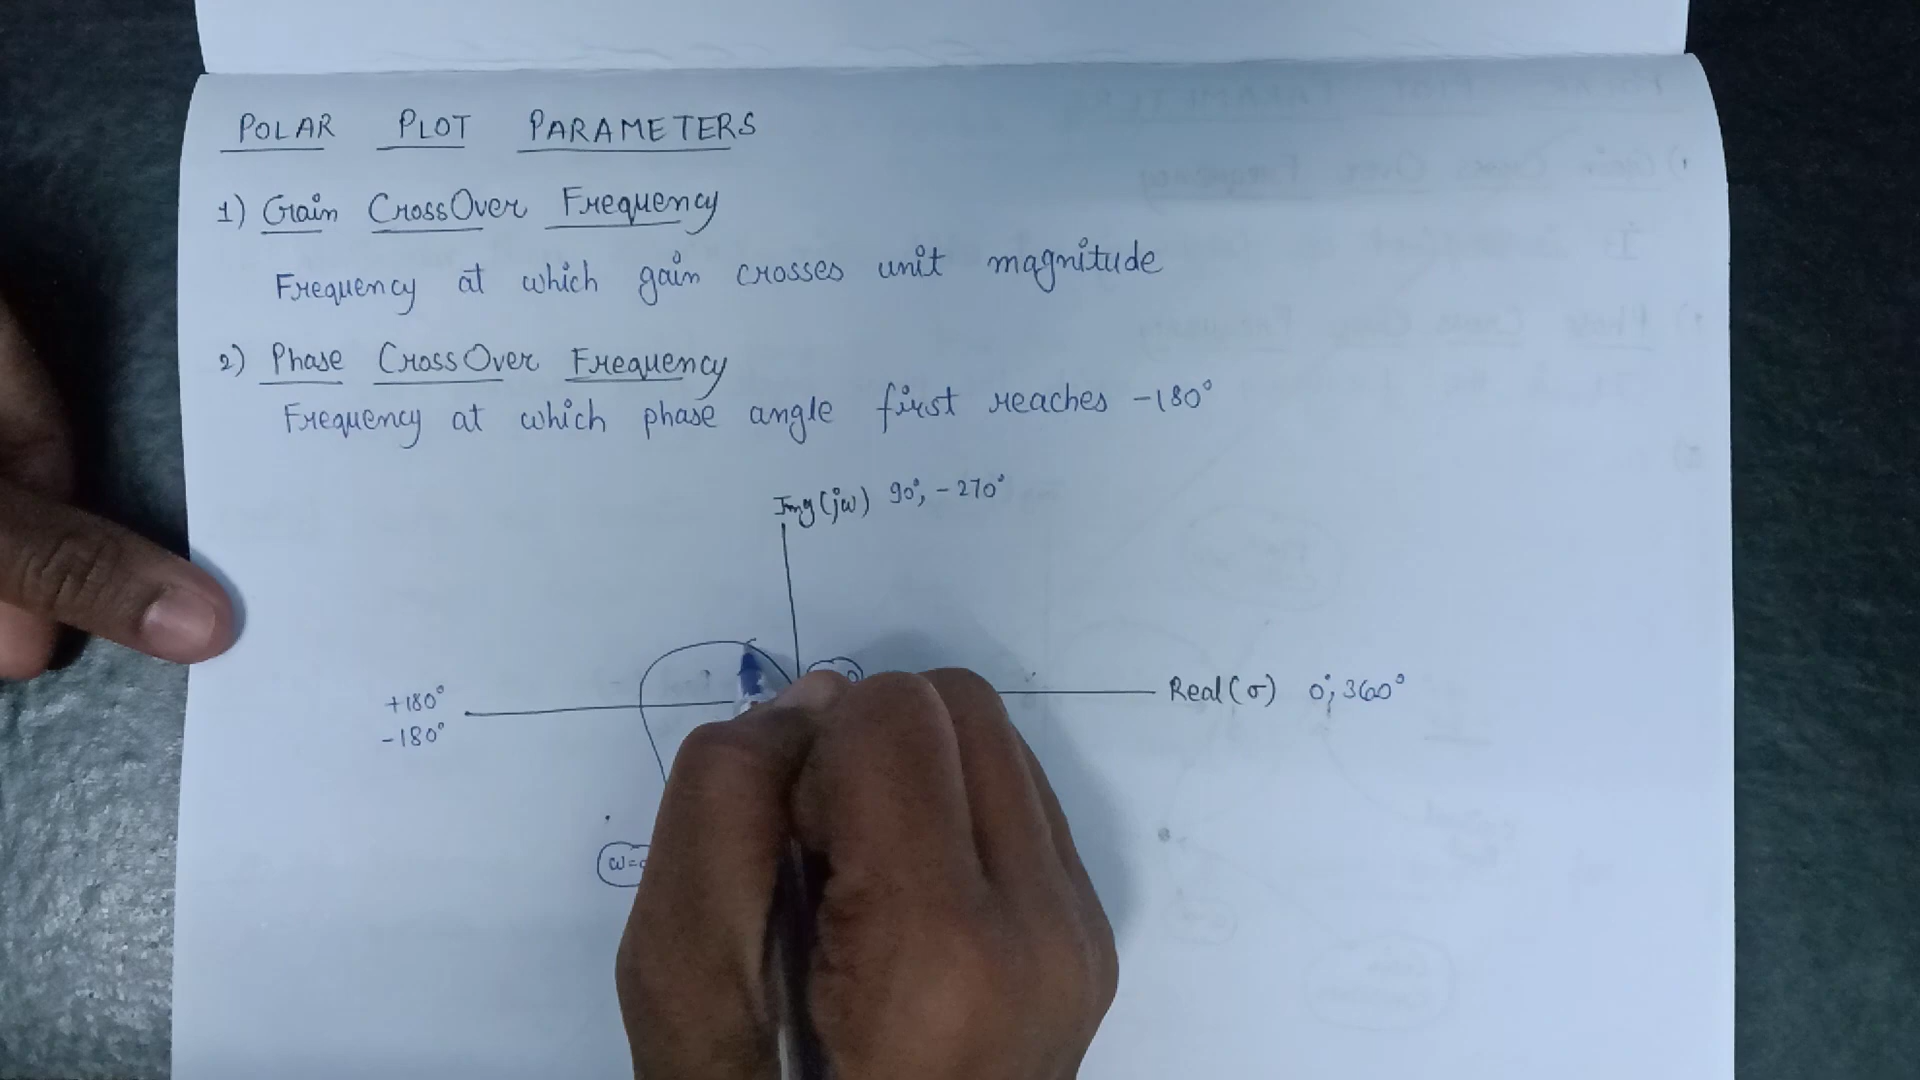 POLAR PLOT PARAMETERS
1) Gain CrossOver Frequency
Frequency at which gain crosses unit magnitude
2) Phase CrossOver Frequency
Frequency at which phase angle first reaches -180°
Img(jω) 90°, -270°
+180°
-180°
Real(σ) 0°, 360°
ω=